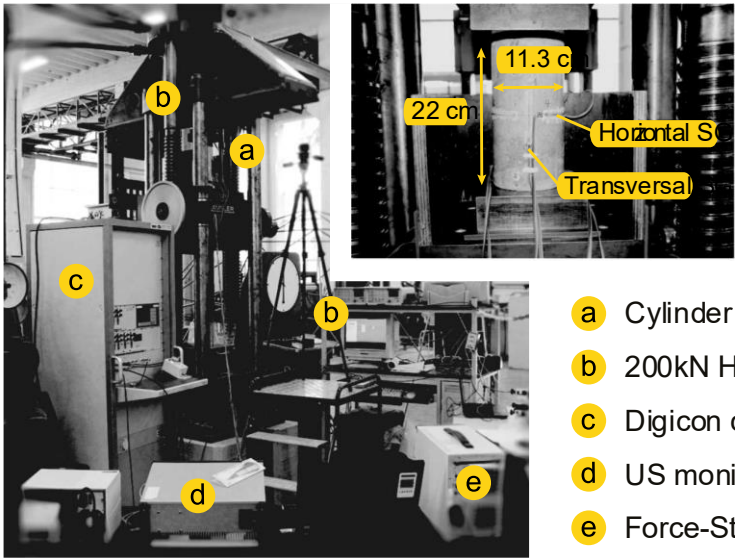 b
a
c
b
d
e
11.3 c
22 cm
Horizontal S
Transversal
a Cylinder
b 200kN H
c Digicon
d US moni
e Force-St